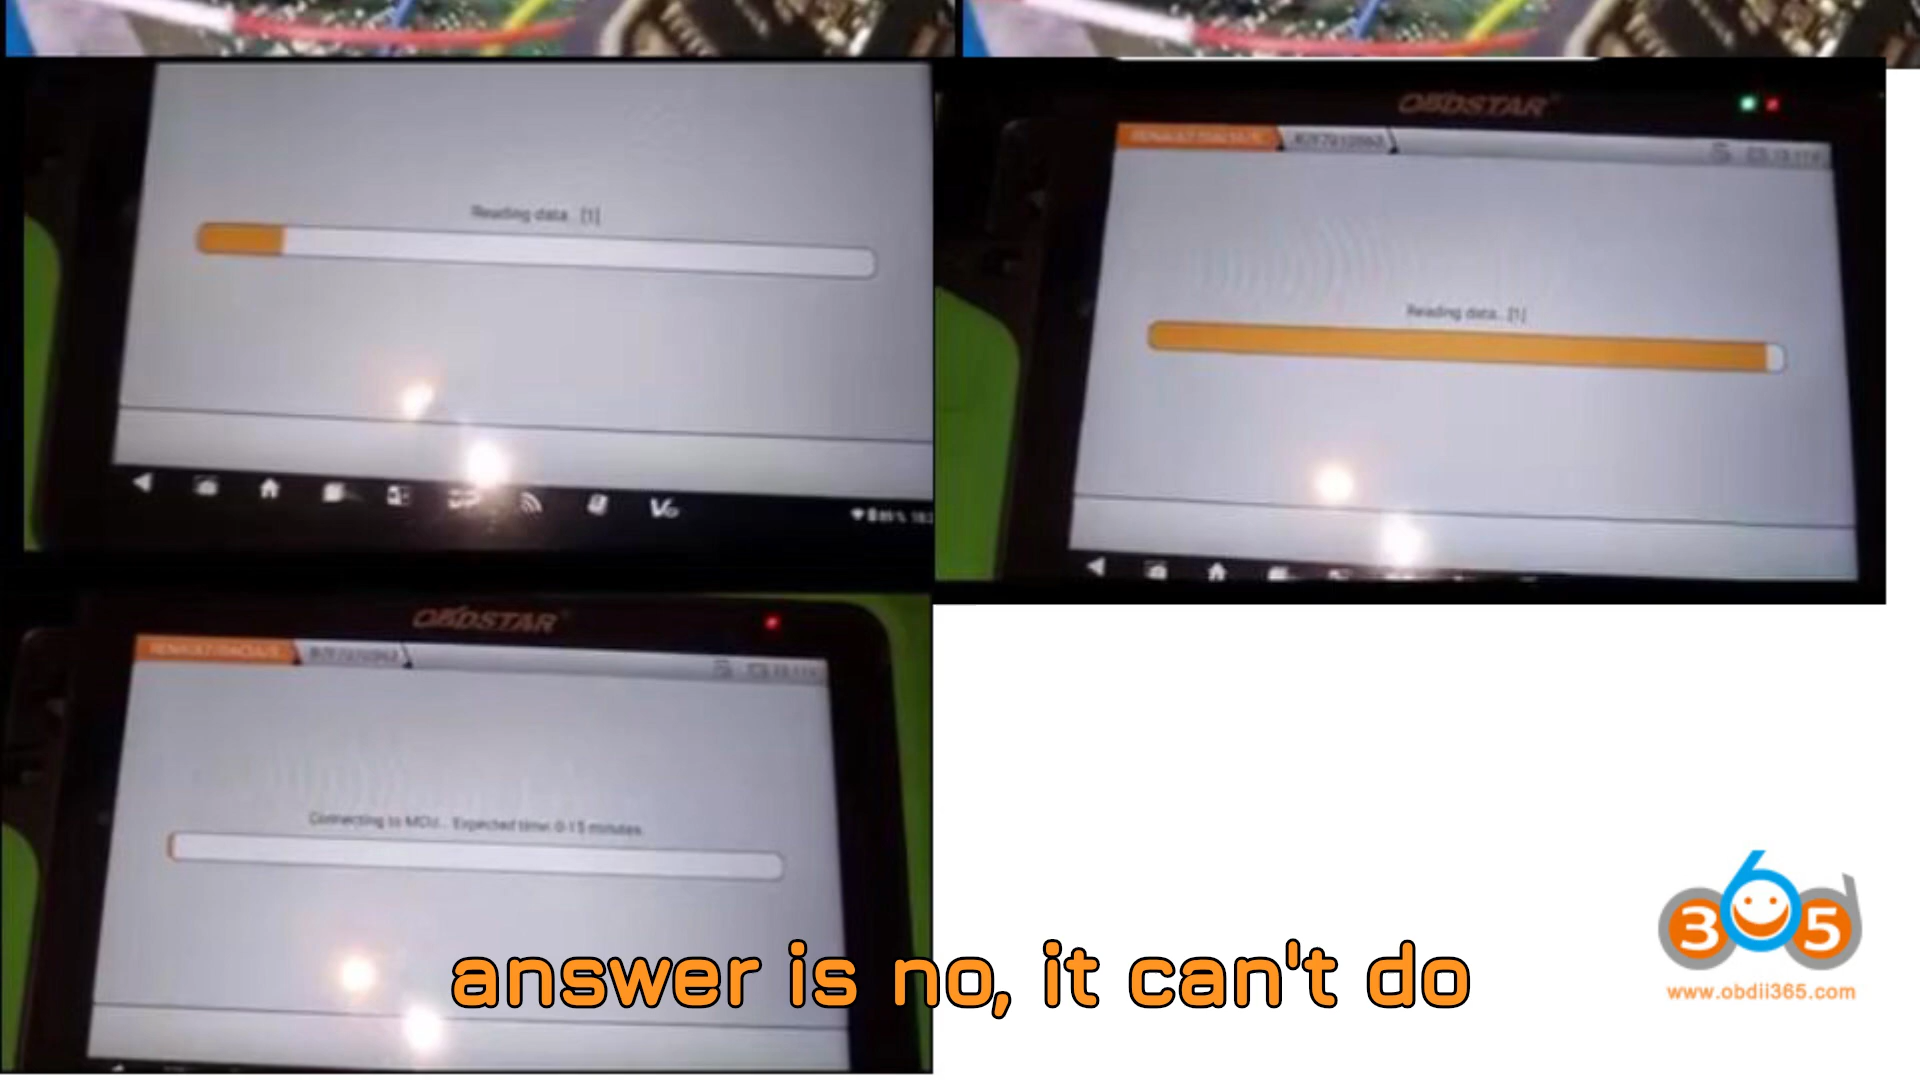 Reading data...[1]
OBDSTAR
Reading data...[1]
OBDSTAR
Connecting to MCU... Expected time: 0-15 minutes.
answer is no, it can't do
365
www.obdii365.com